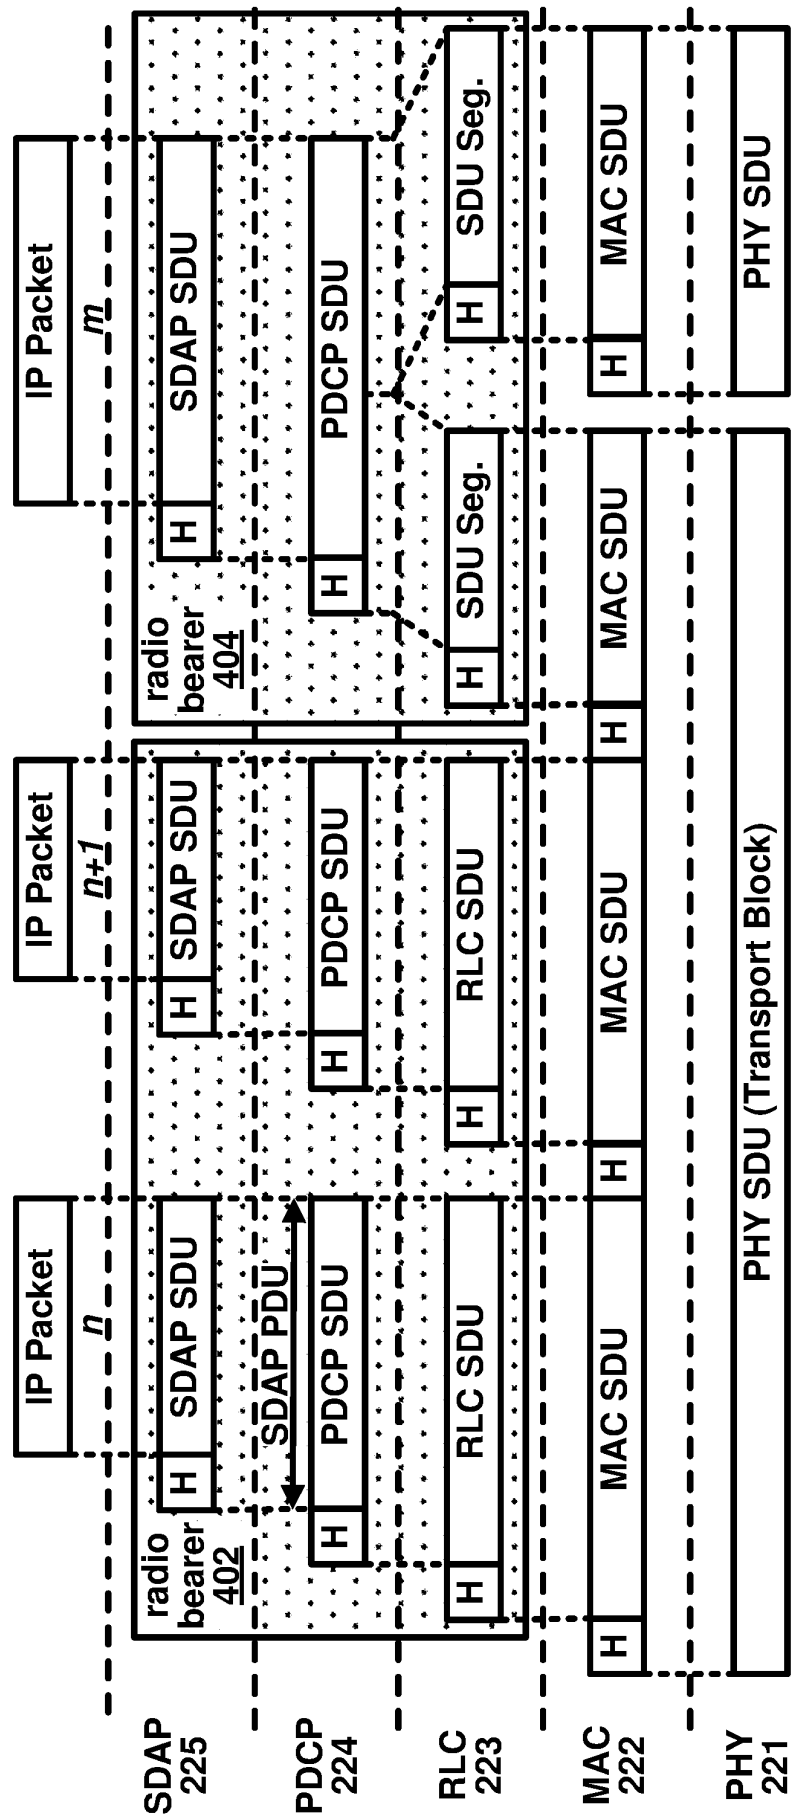 IP Packet
n
IP Packet
n+1
IP Packet
m
SDAP
225
radio
bearer
402
H
SDAP SDU
H
SDAP SDU
radio
bearer
404
H
SDAP SDU
SDAP PDU
PDCP
224
H
PDCP SDU
H
PDCP SDU
H
PDCP SDU
RLC
223
H
RLC SDU
H
RLC SDU
H
SDU Seg.
H
SDU Seg.
MAC
222
H
MAC SDU
H
MAC SDU
H
MAC SDU
H
MAC SDU
PHY
221
PHY SDU (Transport Block)
PHY SDU